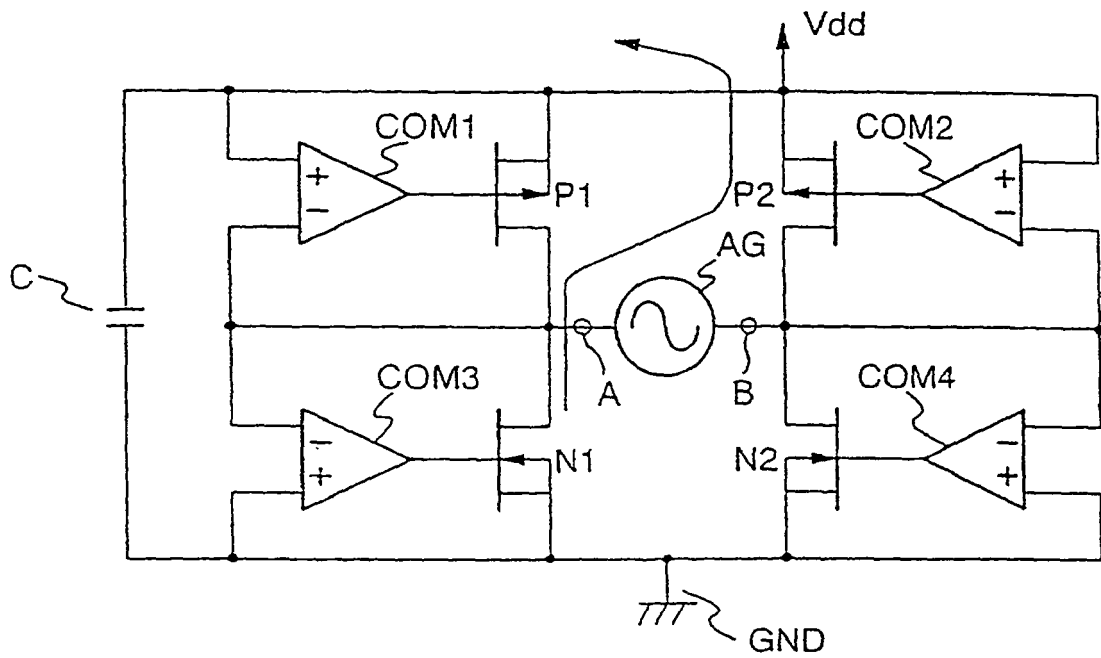 Vdd
COM1
COM2
+
−
P1
P2
+
−
AG
C
A
B
COM3
COM4
−
+
N1
N2
−
+
GND